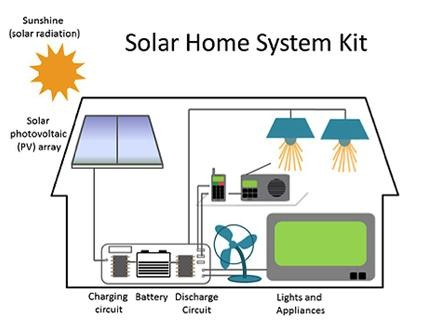 Sunshine
(solar radiation)
Solar Home System Kit
Solar
photovoltaic
(PV) array
Charging
circuit
Battery
Discharge
Circuit
Lights and
Appliances